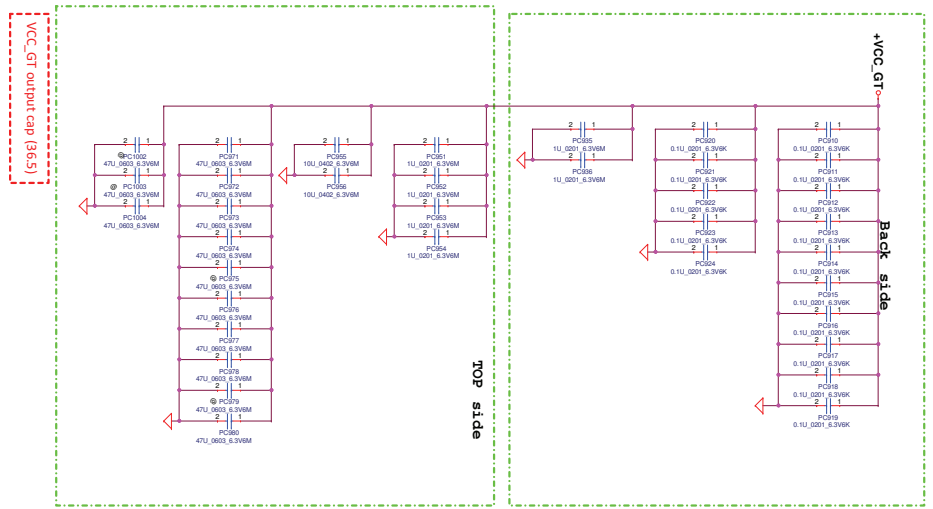 VCC_GT output cap (36.5)
TOP side
2 1
@PC1002
47U_0603_6.3V6M
2 1
@ PC1003
47U_0603_6.3V6M
2 1
PC1004
47U_0603_6.3V6M
2 1
PC971
47U_0603_6.3V6M
2 1
PC972
47U_0603_6.3V6M
2 1
PC973
47U_0603_6.3V6M
2 1
PC974
47U_0603_6.3V6M
2 1
@ PC975
47U_0603_6.3V6M
2 1
PC976
47U_0603_6.3V6M
2 1
PC977
47U_0603_6.3V6M
2 1
PC978
47U_0603_6.3V6M
2 1
@ PC979
47U_0603_6.3V6M
2 1
PC980
47U_0603_6.3V6M
2 1
PC955
10U_0402_6.3V6M
2 1
PC956
10U_0402_6.3V6M
2 1
PC951
1U_0201_6.3V6M
2 1
PC952
1U_0201_6.3V6M
2 1
PC953
1U_0201_6.3V6M
2 1
PC954
1U_0201_6.3V6M
+VCC_GT
Back side
2 1
PC935
1U_0201_6.3V6M
2 1
PC936
1U_0201_6.3V6M
2 1
PC920
0.1U_0201_6.3V6K
2 1
PC921
0.1U_0201_6.3V6K
2 1
PC922
0.1U_0201_6.3V6K
2 1
PC923
0.1U_0201_6.3V6K
2 1
PC924
0.1U_0201_6.3V6K
2 1
PC910
0.1U_0201_6.3V6K
2 1
PC911
0.1U_0201_6.3V6K
2 1
PC912
0.1U_0201_6.3V6K
2 1
PC913
0.1U_0201_6.3V6K
2 1
PC914
0.1U_0201_6.3V6K
2 1
PC915
0.1U_0201_6.3V6K
2 1
PC916
0.1U_0201_6.3V6K
2 1
PC917
0.1U_0201_6.3V6K
2 1
PC918
0.1U_0201_6.3V6K
2 1
PC919
0.1U_0201_6.3V6K